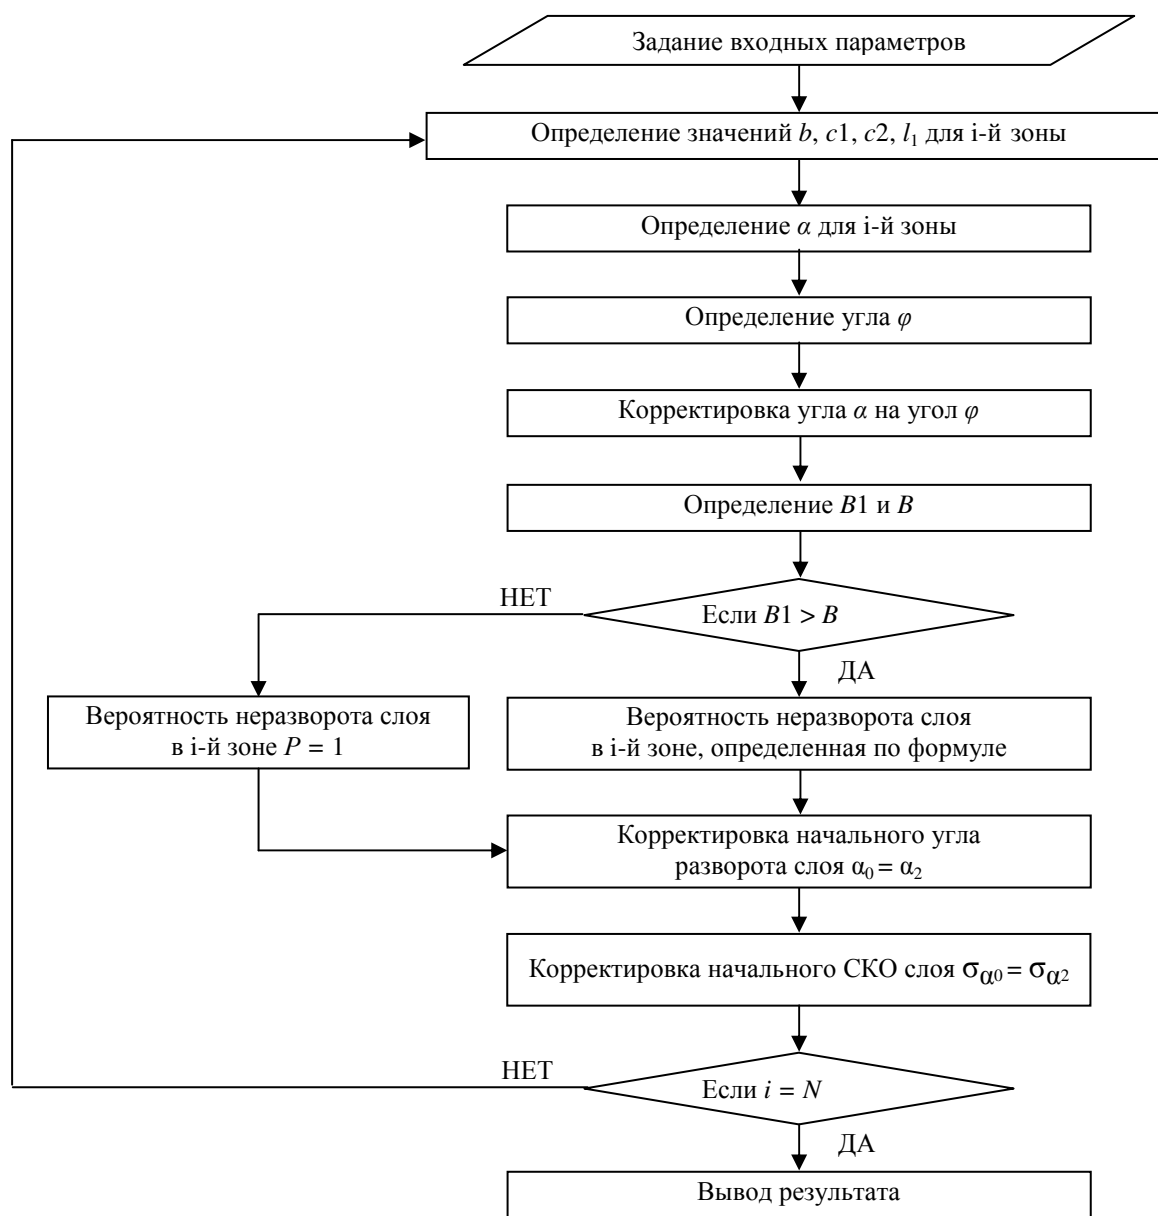 Задание входных параметров
Определение значений b, c1, c2, l₁ для i-й зоны
Определение α для i-й зоны
Определение угла φ
Корректировка угла α на угол φ
Определение B1 и B
НЕТ
Если B1 > B
ДА
Вероятность неразворота слоя
в i-й зоне P = 1
Вероятность неразворота слоя
в i-й зоне, определенная по формуле
Корректировка начального угла
разворота слоя α₀ = α₂
Корректировка начального СКО слоя σα0 = σα2
НЕТ
Если i = N
ДА
Вывод результата